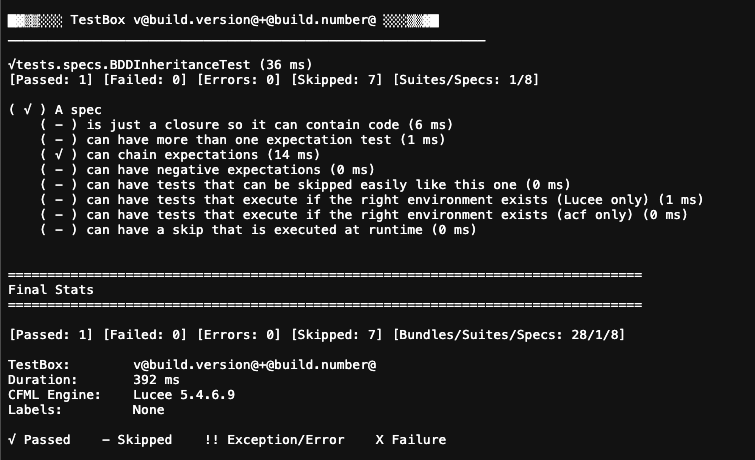 █▓▓▒▒░░░ TestBox v@build.version@+@build.number@ ░░░▒▒▓▓█
_____________________________________________________________
√tests.specs.BDDInheritanceTest (36 ms)
[Passed: 1] [Failed: 0] [Errors: 0] [Skipped: 7] [Suites/Specs: 1/8]
( √ ) A spec
( - ) is just a closure so it can contain code (6 ms)
( - ) can have more than one expectation test (1 ms)
( √ ) can chain expectations (14 ms)
( - ) can have negative expectations (0 ms)
( - ) can have tests that can be skipped easily like this one (0 ms)
( - ) can have tests that execute if the right environment exists (Lucee only) (1 ms)
( - ) can have tests that execute if the right environment exists (acf only) (0 ms)
( - ) can have a skip that is executed at runtime (0 ms)
=================================================================================
Final Stats
=================================================================================
[Passed: 1] [Failed: 0] [Errors: 0] [Skipped: 7] [Bundles/Suites/Specs: 28/1/8]
TestBox: v@build.version@+@build.number@
Duration: 392 ms
CFML Engine: Lucee 5.4.6.9
Labels: None
√ Passed - Skipped !! Exception/Error X Failure